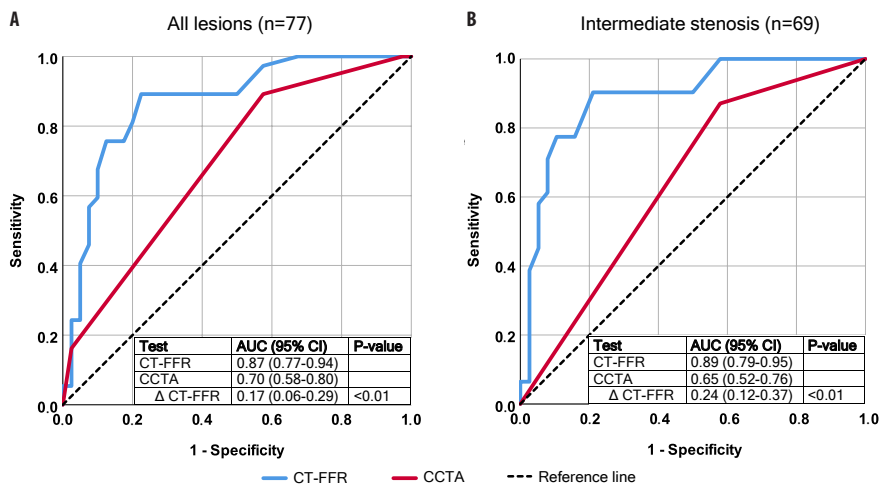 A
All lesions (n=77)
1.0
0.8
0.6
0.4
0.2
0.0
Sensitivity
Test AUC (95% CI) P-value
CT-FFR 0.87 (0.77-0.94)
CCTA 0.70 (0.58-0.80)
Δ CT-FFR 0.17 (0.06-0.29) <0.01
0.0 0.2 0.4 0.6 0.8 1.0
1 - Specificity
B
Intermediate stenosis (n=69)
1.0
0.8
0.6
0.4
0.2
0.0
Sensitivity
Test AUC (95% CI) P-value
CT-FFR 0.89 (0.79-0.95)
CCTA 0.65 (0.52-0.76)
Δ CT-FFR 0.24 (0.12-0.37) <0.01
0.0 0.2 0.4 0.6 0.8 1.0
1 - Specificity
CT-FFR CCTA Reference line